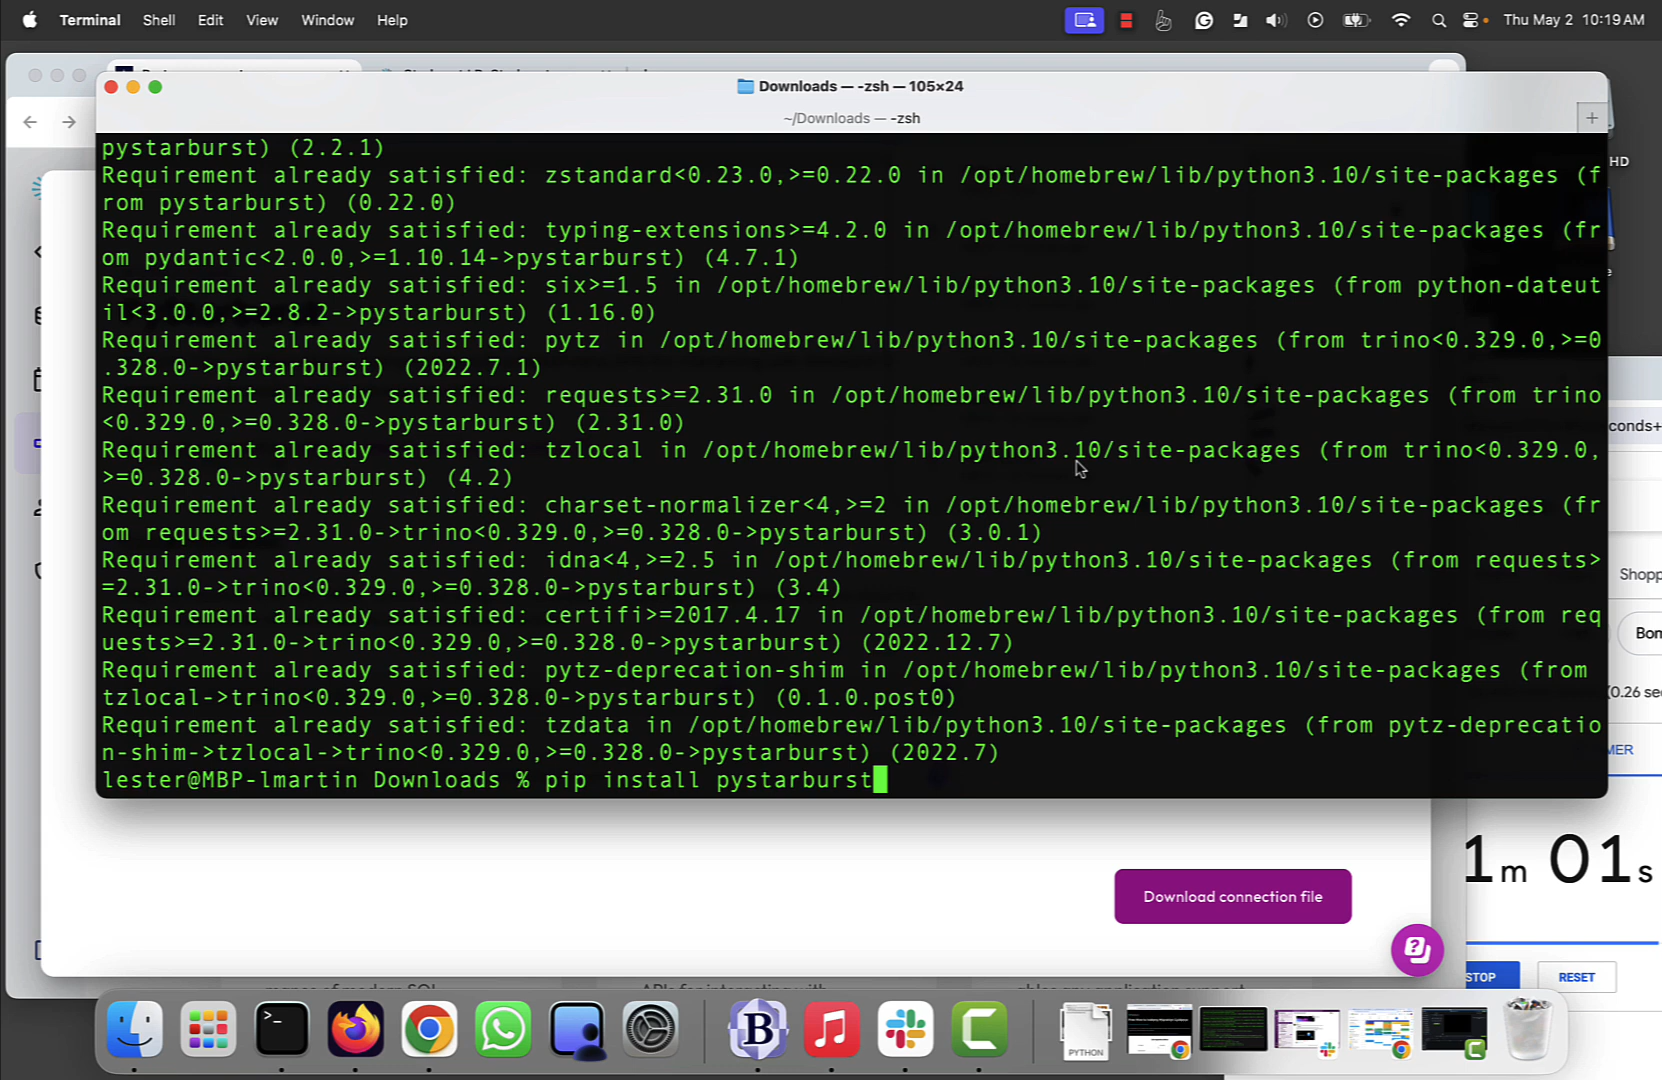 Terminal Shell Edit View Window Help Thu May 2 10:19 AM
Downloads — -zsh — 105×24
~/Downloads — -zsh
pystarburst) (2.2.1)
Requirement already satisfied: zstandard<0.23.0,>=0.22.0 in /opt/homebrew/lib/python3.10/site-packages (f
rom pystarburst) (0.22.0)
Requirement already satisfied: typing-extensions>=4.2.0 in /opt/homebrew/lib/python3.10/site-packages (fr
om pydantic<2.0.0,>=1.10.14->pystarburst) (4.7.1)
Requirement already satisfied: six>=1.5 in /opt/homebrew/lib/python3.10/site-packages (from python-dateut
il<3.0.0,>=2.8.2->pystarburst) (1.16.0)
Requirement already satisfied: pytz in /opt/homebrew/lib/python3.10/site-packages (from trino<0.329.0,>=0
.328.0->pystarburst) (2022.7.1)
Requirement already satisfied: requests>=2.31.0 in /opt/homebrew/lib/python3.10/site-packages (from trino
<0.329.0,>=0.328.0->pystarburst) (2.31.0)
Requirement already satisfied: tzlocal in /opt/homebrew/lib/python3.10/site-packages (from trino<0.329.0,
>=0.328.0->pystarburst) (4.2)
Requirement already satisfied: charset-normalizer<4,>=2 in /opt/homebrew/lib/python3.10/site-packages (fr
om requests>=2.31.0->trino<0.329.0,>=0.328.0->pystarburst) (3.0.1)
Requirement already satisfied: idna<4,>=2.5 in /opt/homebrew/lib/python3.10/site-packages (from requests>
=2.31.0->trino<0.329.0,>=0.328.0->pystarburst) (3.4)
Requirement already satisfied: certifi>=2017.4.17 in /opt/homebrew/lib/python3.10/site-packages (from req
uests>=2.31.0->trino<0.329.0,>=0.328.0->pystarburst) (2022.12.7)
Requirement already satisfied: pytz-deprecation-shim in /opt/homebrew/lib/python3.10/site-packages (from
tzlocal->trino<0.329.0,>=0.328.0->pystarburst) (0.1.0.post0)
Requirement already satisfied: tzdata in /opt/homebrew/lib/python3.10/site-packages (from pytz-deprecatio
n-shim->tzlocal->trino<0.329.0,>=0.328.0->pystarburst) (2022.7)
lester@MBP-lmartin Downloads % pip install pystarburst
HD
conds+
Shopp
Bom
(0.26 se
MER
1m 01s
STOP RESET
Download connection file
PYTHON